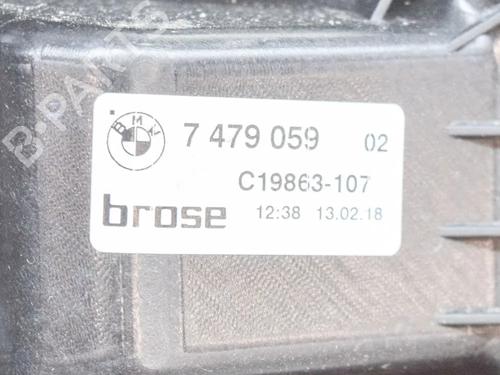 B-PARTS
BMW
7 479 059 02
C19863-107
brose
12:38 13.02.18